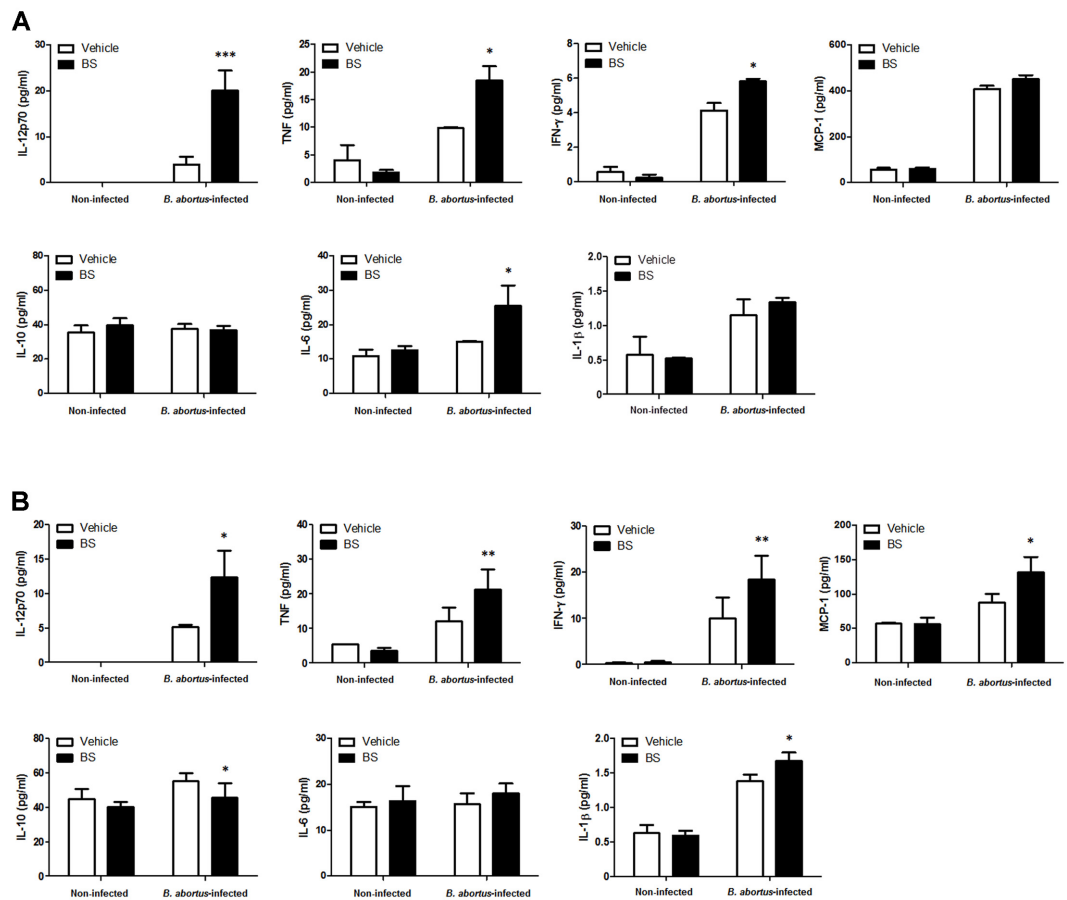 A
Vehicle
BS
***
IL-12p70 (pg/ml)
30
20
10
0
Non-infected
B. abortus-infected
Vehicle
BS
*
TNF (pg/ml)
25
20
15
10
5
0
Non-infected
B. abortus-infected
Vehicle
BS
*
IFN-γ (pg/ml)
8
6
4
2
0
Non-infected
B. abortus-infected
Vehicle
BS
MCP-1 (pg/ml)
600
400
200
0
Non-infected
B. abortus-infected
Vehicle
BS
IL-10 (pg/ml)
80
60
40
20
0
Non-infected
B. abortus-infected
Vehicle
BS
*
IL-6 (pg/ml)
40
30
20
10
0
Non-infected
B. abortus-infected
Vehicle
BS
IL-1β (pg/ml)
2.0
1.5
1.0
0.5
0.0
Non-infected
B. abortus-infected
B
Vehicle
BS
*
IL-12p70 (pg/ml)
20
15
10
5
0
Non-infected
B. abortus-infected
Vehicle
BS
**
TNF (pg/ml)
40
30
20
10
0
Non-infected
B. abortus-infected
Vehicle
BS
**
IFN-γ (pg/ml)
30
20
10
0
Non-infected
B. abortus-infected
Vehicle
BS
*
MCP-1 (pg/ml)
200
150
100
50
0
Non-infected
B. abortus-infected
Vehicle
BS
*
IL-10 (pg/ml)
80
60
40
20
0
Non-infected
B. abortus-infected
Vehicle
BS
IL-6 (pg/ml)
30
20
10
0
Non-infected
B. abortus-infected
Vehicle
BS
*
IL-1β (pg/ml)
2.0
1.5
1.0
0.5
0.0
Non-infected
B. abortus-infected